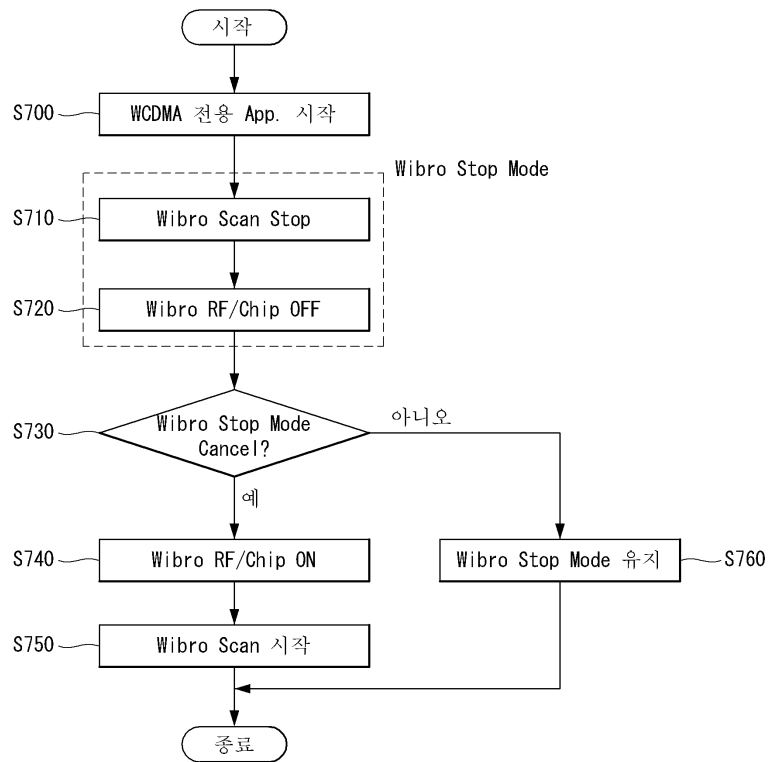 시작
S700
WCDMA 전용 App. 시작
Wibro Stop Mode
S710
Wibro Scan Stop
S720
Wibro RF/Chip OFF
S730
Wibro Stop Mode
Cancel?
아니오
예
S740
Wibro RF/Chip ON
Wibro Stop Mode 유지
S760
S750
Wibro Scan 시작
종료